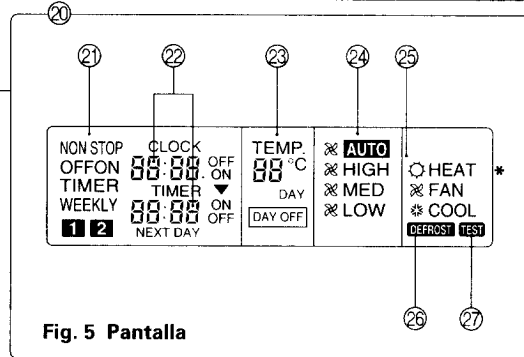 20
21 22 23 24 25
NON STOP CLOCK TEMP. AUTO
OFFON 88:88. OFF ON 88 °C HIGH HEAT *
TIMER TIMER ▼ DAY MED FAN
WEEKLY 88:88 ON OFF DAY OFF LOW COOL
1 2 NEXT DAY DEFROST TEST
26 27
Fig. 5 Pantalla